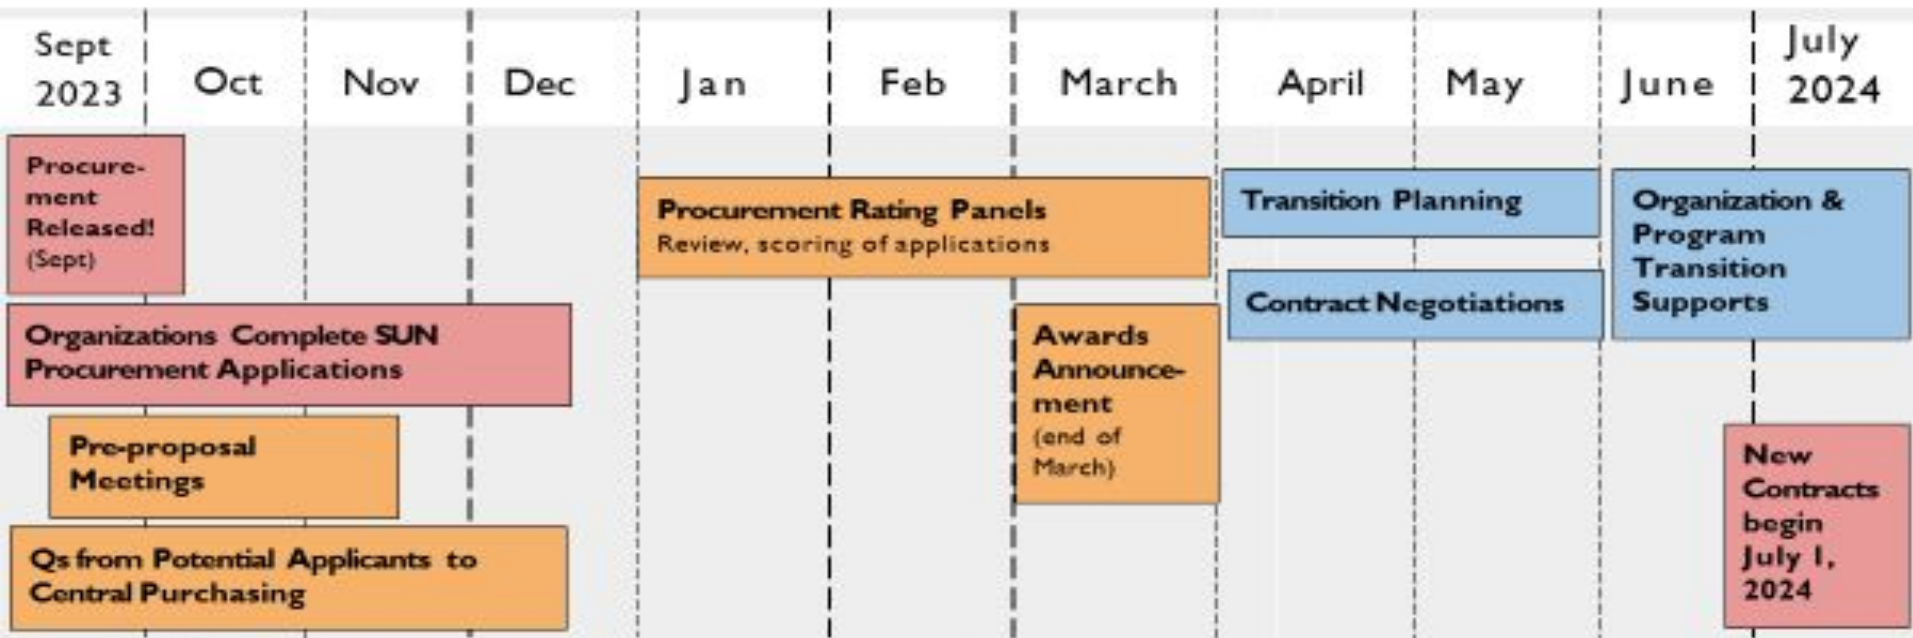 Sept
2023
Oct
Nov
Dec
Jan
Feb
March
April
May
June
July
2024
Procure-
ment
Released!
(Sept)
Organizations Complete SUN
Procurement Applications
Pre-proposal
Meetings
Qs from Potential Applicants to
Central Purchasing
Procurement Rating Panels
Review, scoring of applications
Awards
Announce-
ment
(end of
March)
Transition Planning
Contract Negotiations
Organization &
Program
Transition
Supports
New
Contracts
begin
July 1,
2024